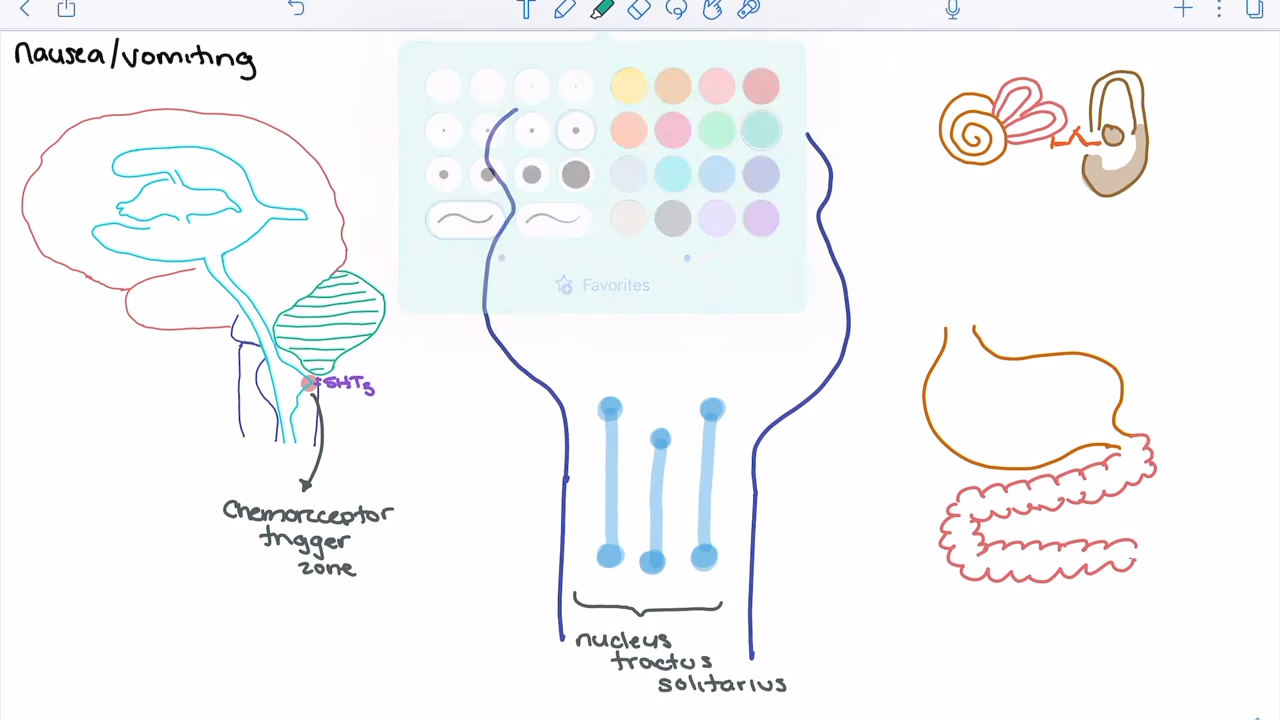 nausea/vomiting
Favorites
5HT3
Chemoreceptor
trigger
zone
nucleus
tractus
solitarius